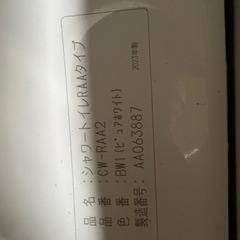 品名:シャワートイレRAAタイプ
品番:CW-RAA2
色番:BW1(ピュアホワイト)
製造番号:AA063887
2023年製